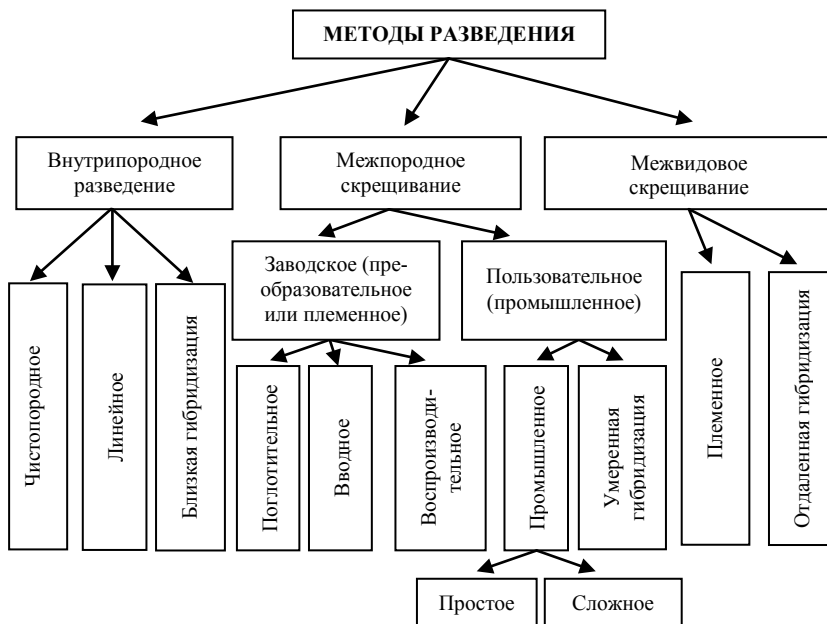 МЕТОДЫ РАЗВЕДЕНИЯ
Внутрипородное
разведение
Межпородное
скрещивание
Межвидовое
скрещивание
Заводское (пре-
образовательное
или племенное)
Пользовательное
(промышленное)
Чистопородное
Линейное
Близкая гибридизация
Поглотительное
Вводное
Воспроизводи-
тельное
Промышленное
Умеренная
гибридизация
Племенное
Отдаленная гибридизация
Простое
Сложное